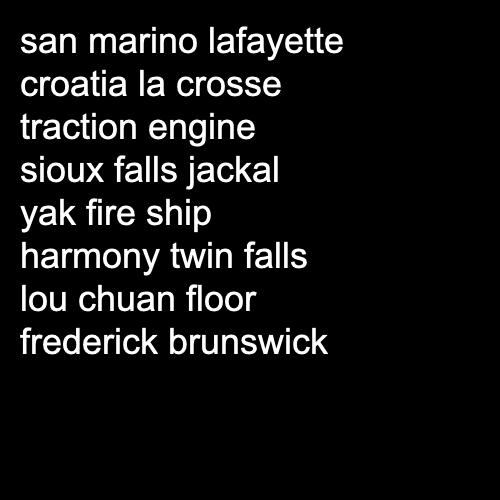 san marino lafayette
croatia la crosse
traction engine
sioux falls jackal
yak fire ship
harmony twin falls
lou chuan floor
frederick brunswick